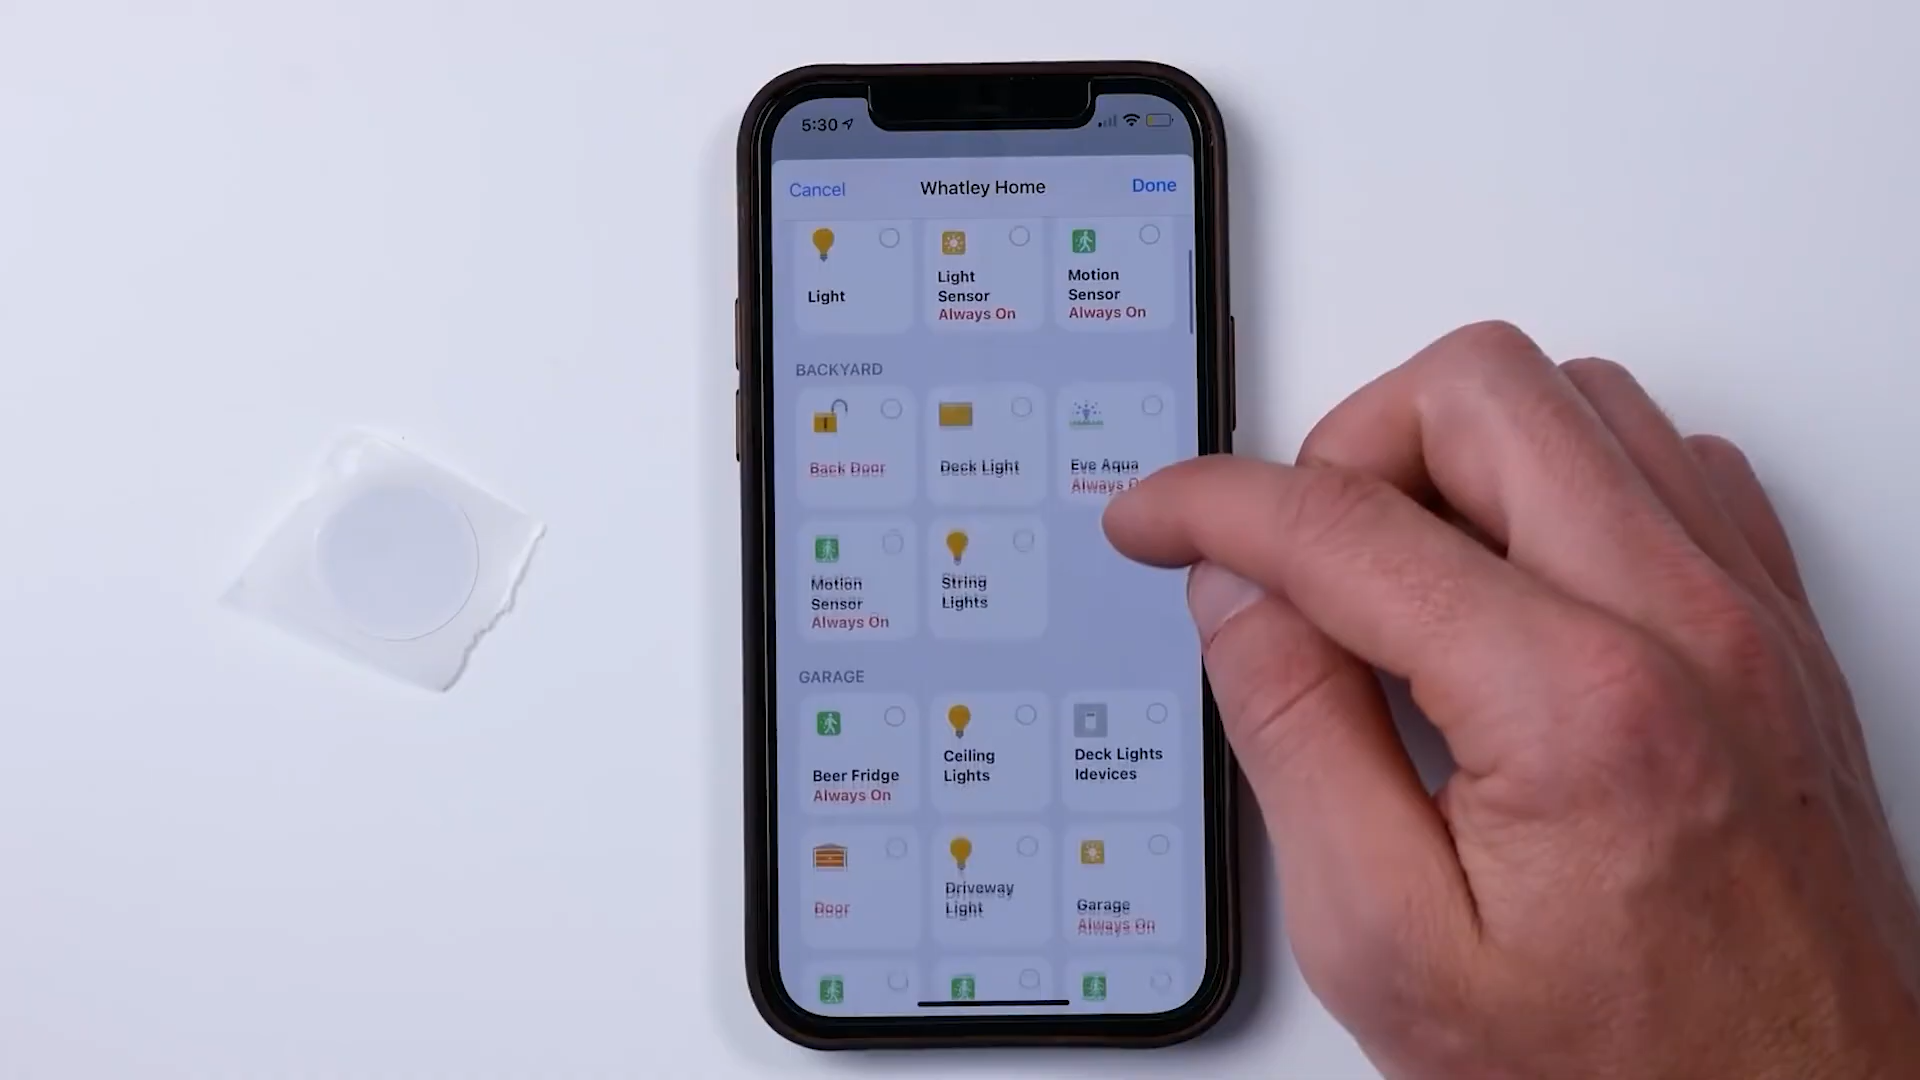 5:30
Cancel Whatley Home Done
Light
Light
Sensor
Always On
Motion
Sensor
Always On
BACKYARD
Back Door
Deck Light
Eve Aqua
Always
Motion
Sensor
Always On
String
Lights
GARAGE
Beer Fridge
Always On
Ceiling
Lights
Deck Lights
Idevices
Door
Driveway
Light
Garage
Always On